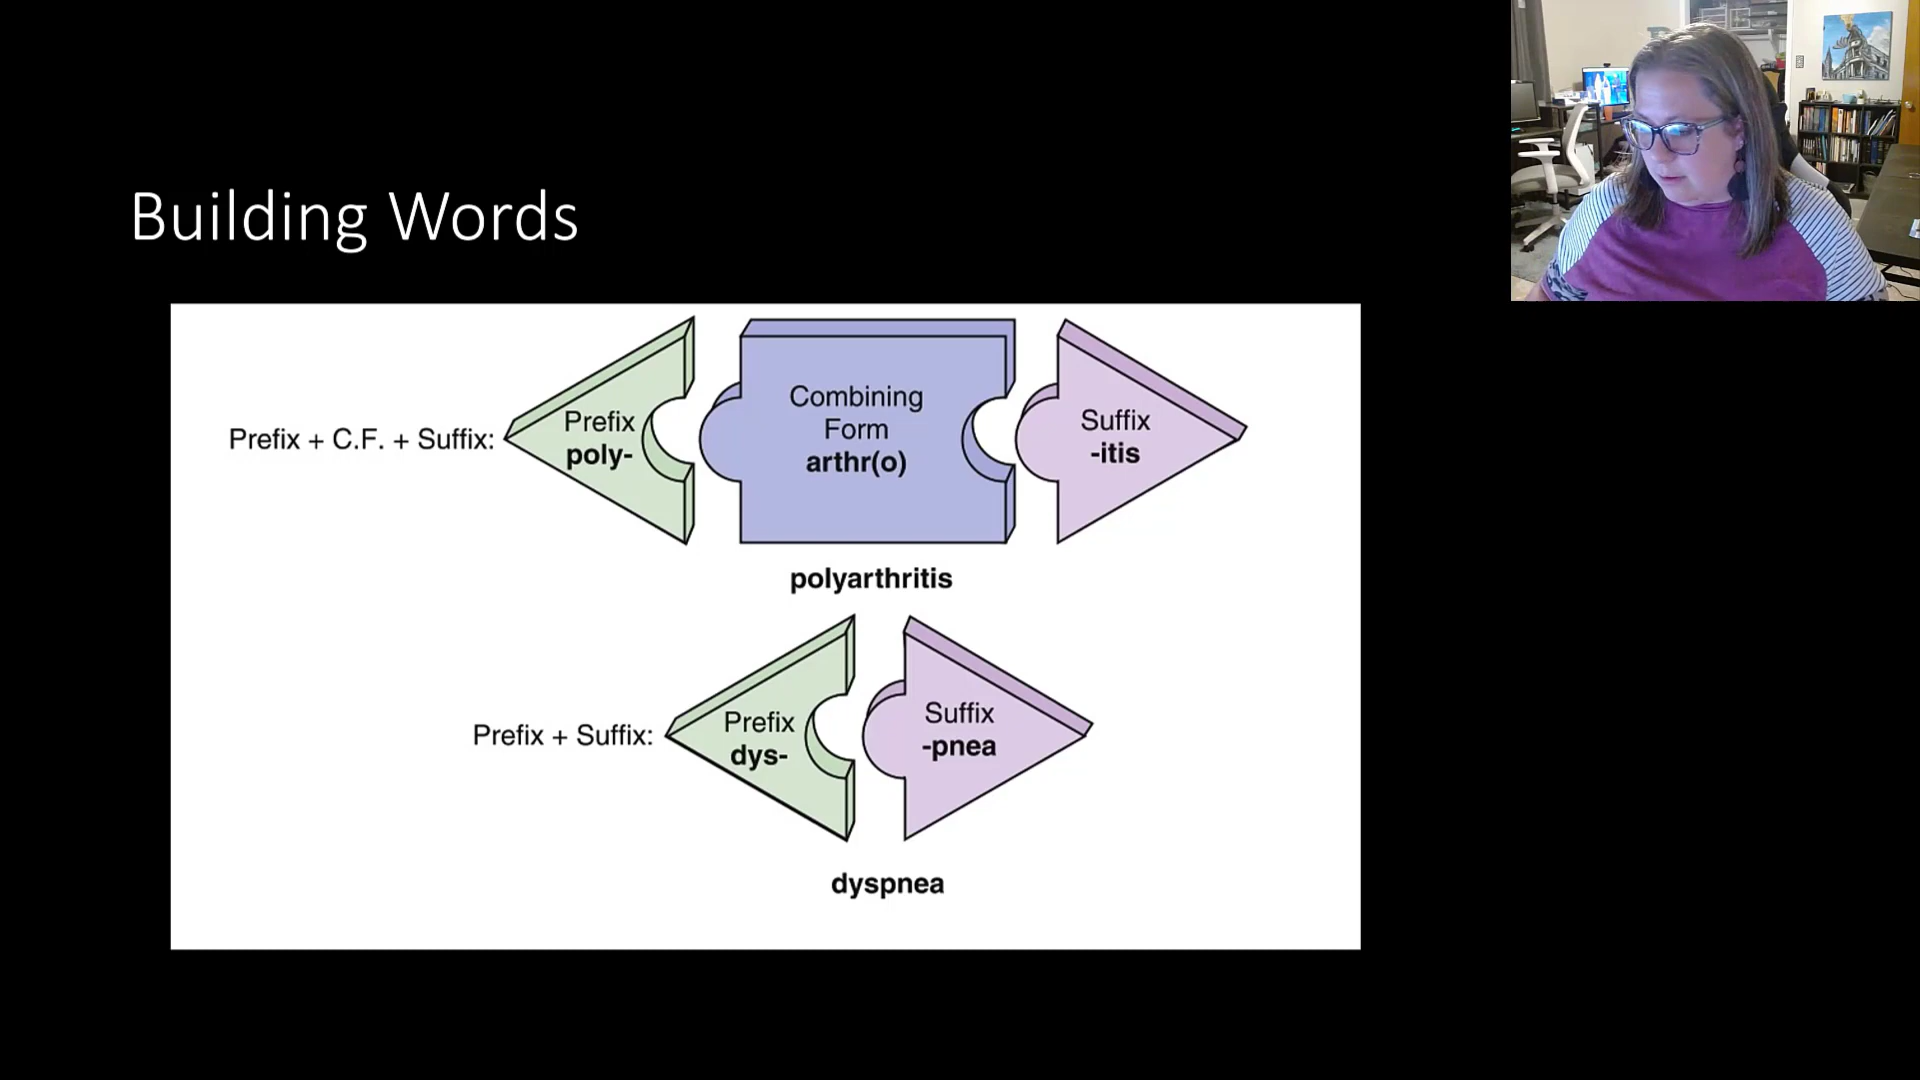 Building Words
Prefix + C.F. + Suffix:
Prefix
poly-
Combining
Form
arthr(o)
Suffix
-itis
polyarthritis
Prefix + Suffix:
Prefix
dys-
Suffix
-pnea
dyspnea